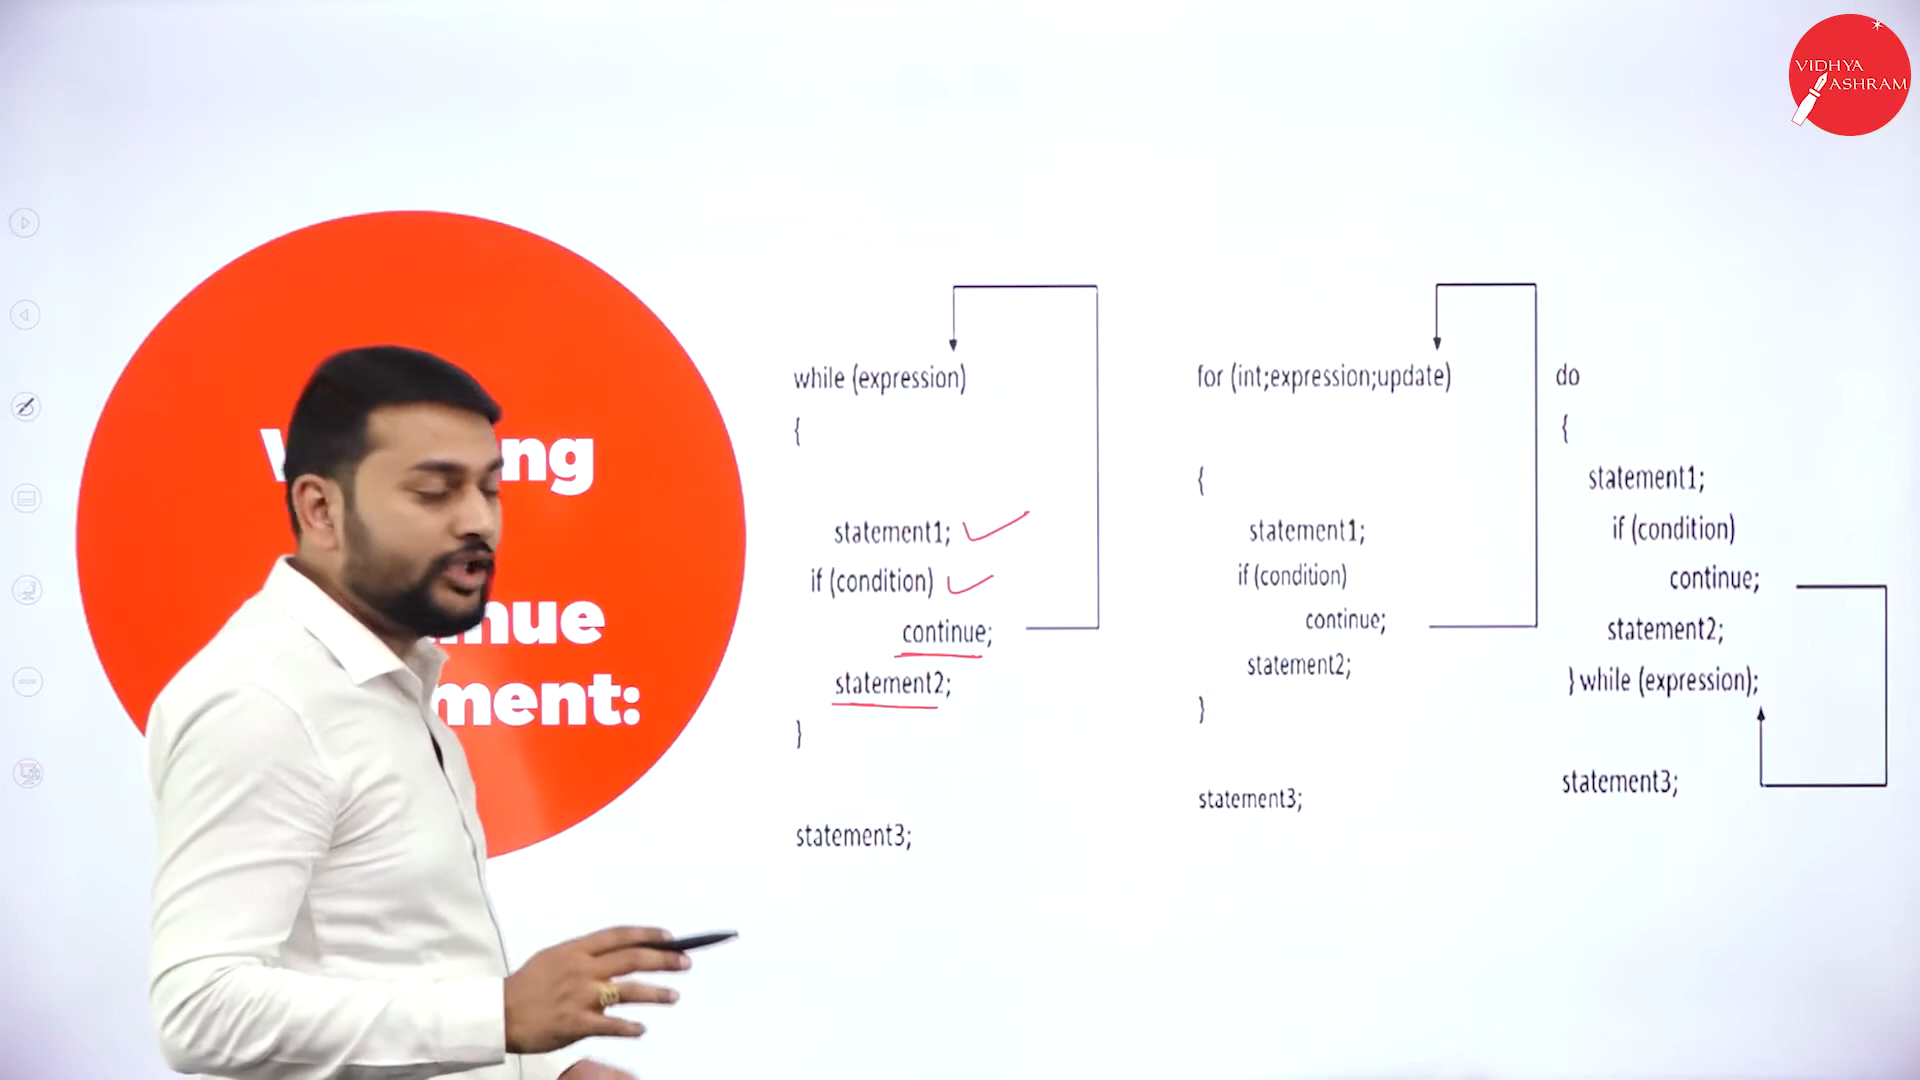 VIDHYA
ASHRAM
ng
nue
ment:
while (expression)
{
statement1;
if (condition)
continue;
statement2;
}
statement3;
for (int;expression;update)
{
statement1;
if (condition)
continue;
statement2;
}
statement3;
do
{
statement1;
if (condition)
continue;
statement2;
} while (expression);
statement3;